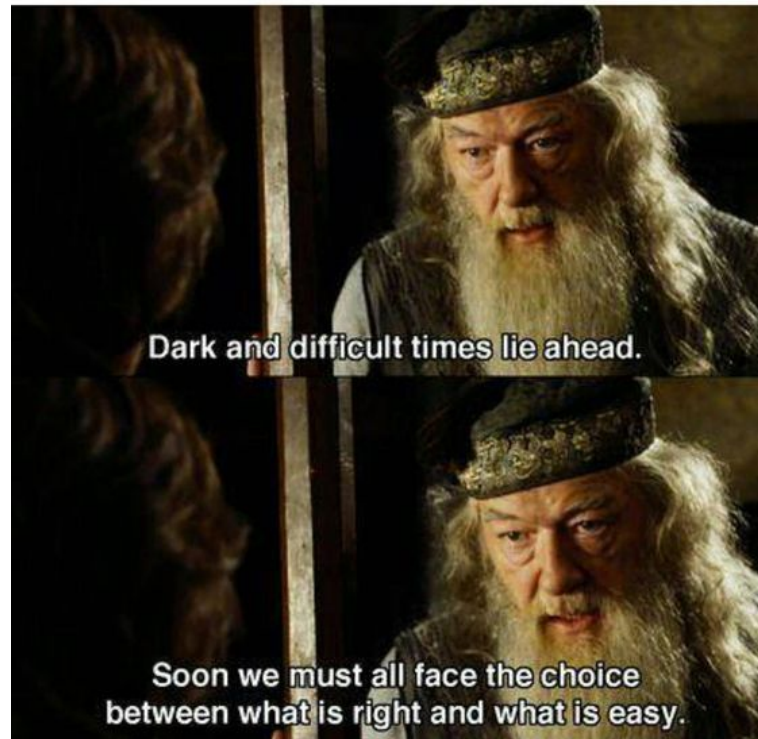 Dark and difficult times lie ahead.
Soon we must all face the choice
between what is right and what is easy.